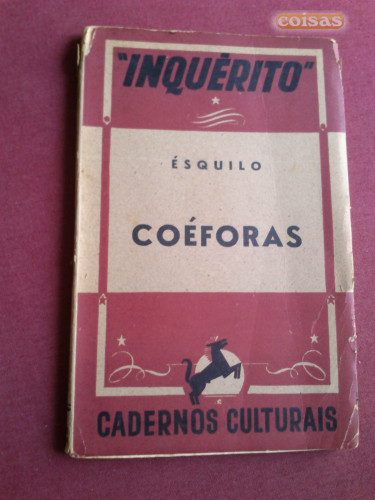 coisas
"INQUÉRITO"
ÉSQUILO
COÉFORAS
CADERNOS CULTURAIS